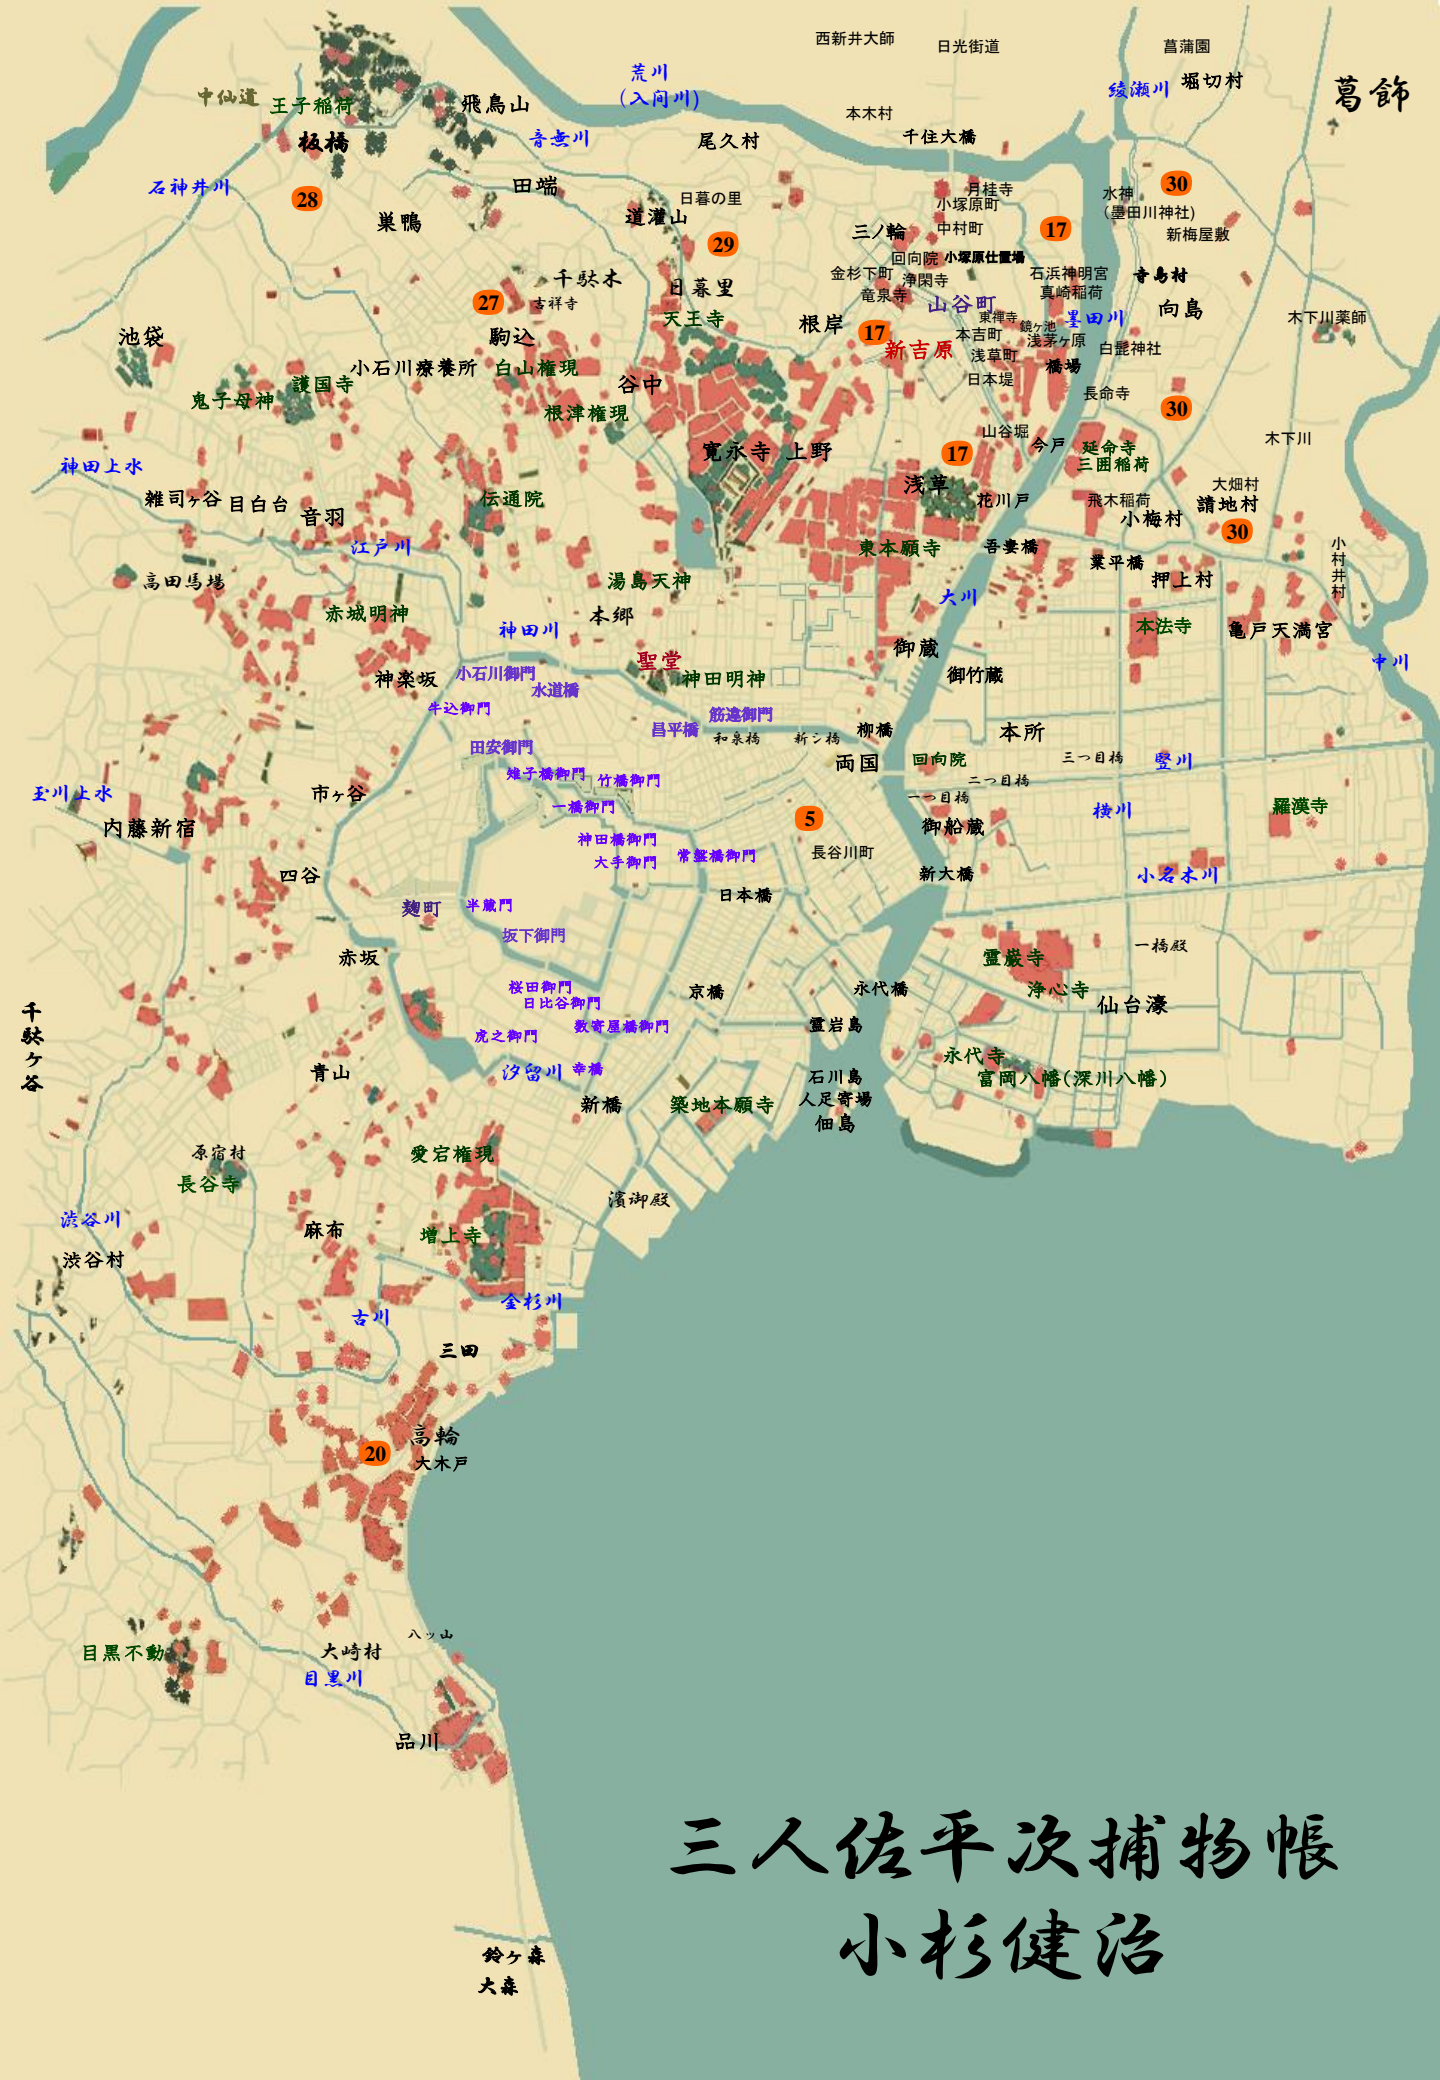 西新井大師
日光街道
菖蒲園
荒川
(入间川)
綾瀬川
堀切村
葛飾
中仙道
王子稲荷
飛鳥山
本木村
板橋
音無川
尾久村
千住大橋
石神井川
28
田端
日暮の里
月桂寺
小塚原町
水神
(墨田川神社)
30
巣鴨
道灌山
29
三ノ輪
中村町
17
新梅屋敷
回向院
小塚原仕置場
金杉下町
浄閑寺
石浜神明宮
寺島村
千駄木
日暮里
竜泉寺
真崎稲荷
27
吉祥寺
山谷町
向島
天王寺
東禅寺
墨田川
木下川薬師
池袋
駒込
根岸
17
本吉町
鏡ヶ池
浅茅ヶ原
新吉原
浅草町
白髭神社
小石川療養所
白山権現
橋場
護国寺
谷中
日本堤
鬼子母神
長命寺
根津権現
30
山谷堀
今戸
延命寺
木下川
寛永寺
上野
17
三囲稲荷
神田上水
浅草
大畑村
雑司ヶ谷
目白台
伝通院
花川戸
飛木稲荷
請地村
音羽
小梅村
30
江戸川
東本願寺
吾妻橋
業平橋
小村井村
高田馬場
湯島天神
押上村
赤城明神
本郷
大川
本法寺
亀戸天満宮
神田川
御蔵
聖堂
中川
神楽坂
小石川御門
神田明神
御竹蔵
水道橋
牛込御門
筋違御門
昌平橋
和泉橋
新シ橋
柳橋
本所
田安御門
両国
回向院
三つ目橋
竪川
雉子橋御門
竹橋御門
二つ目橋
玉川上水
市ヶ谷
一橋御門
一つ目橋
横川
羅漢寺
内藤新宿
5
御船蔵
神田橋御門
大手御門
常盤橋御門
長谷川町
四谷
新大橋
小名木川
日本橋
麹町
半蔵門
坂下御門
一橋殿
赤坂
霊厳寺
桜田御門
京橋
永代橋
浄心寺
日比谷御門
仙台濠
千駄ヶ谷
数寄屋橋御門
霊岩島
虎之御門
永代寺
青山
汐留川
幸橋
石川島
富岡八幡(深川八幡)
新橋
築地本願寺
人足寄場
佃島
原宿村
愛宕権現
長谷寺
濱御殿
渋谷川
麻布
増上寺
渋谷村
金杉川
古川
三田
高輪
20
大木戸
八ッ山
目黒不動
大崎村
目黒川
品川
三人佐平次捕物帳
小杉健治
鈴ヶ森
大森